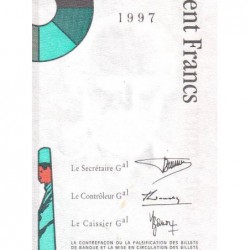 1997
ent Francs
Le Secrétaire Gal
Le Contrôleur Gal
Le Caissier Gal
LA CONTREFAÇON OU LA FALSIFICATION DES BILLETS
DE BANQUE ET LA MISE EN CIRCULATION DES BILLETS